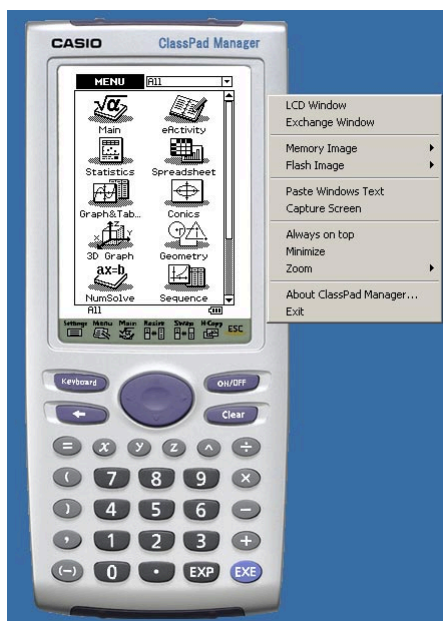 CASIO ClassPad Manager
MENU All
Main eActivity
Statistics Spreadsheet
Graph&Tab... Conics
3D Graph Geometry
ax=b
NumSolve Sequence
All
Settings Menu Main Resize Swap H-Copy ESC
Keyboard ON/OFF
Clear
= x y z ^ ÷
( 7 8 9 ×
) 4 5 6 −
, 1 2 3 +
(−) 0 . EXP EXE
LCD Window
Exchange Window
Memory Image
Flash Image
Paste Windows Text
Capture Screen
Always on top
Minimize
Zoom
About ClassPad Manager...
Exit